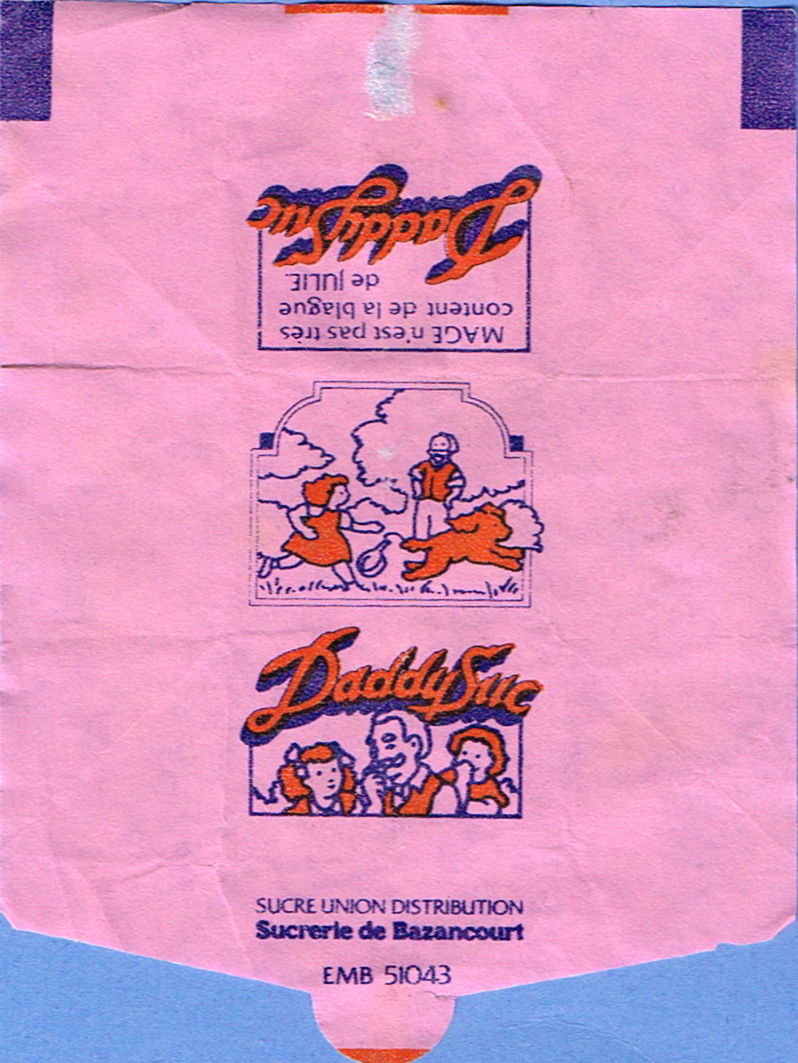 DaddySuc
MAGE n'est pas très
content de la blague
de JULIE.
DaddySuc
SUCRE UNION DISTRIBUTION
Sucrerie de Bazancourt
EMB 51043